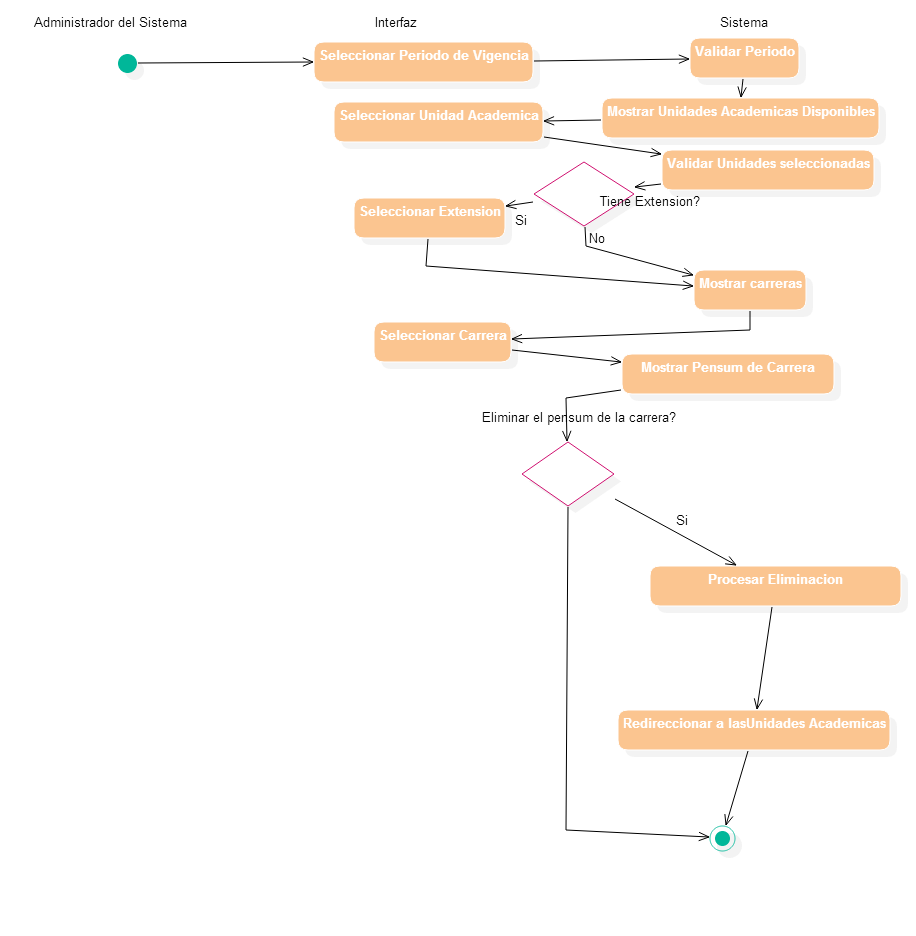 Administrador del Sistema
Interfaz
Sistema
Seleccionar Periodo de Vigencia
Validar Periodo
Mostrar Unidades Academicas Disponibles
Seleccionar Unidad Academica
Validar Unidades seleccionadas
Tiene Extension?
Seleccionar Extension
Si
No
Mostrar carreras
Seleccionar Carrera
Mostrar Pensum de Carrera
Eliminar el pensum de la carrera?
Si
Procesar Eliminacion
Redireccionar a lasUnidades Academicas